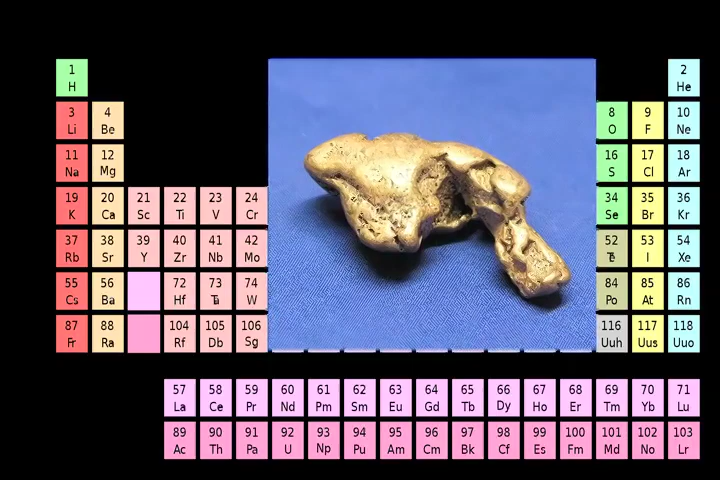 1 2
H He
3 4 8 9 10
Li Be O F Ne
11 12 16 17 18
Na Mg S Cl Ar
19 20 21 22 23 24 34 35 36
K Ca Sc Ti V Cr Se Br Kr
37 38 39 40 41 42 52 53 54
Rb Sr Y Zr Nb Mo Te I Xe
55 56 72 73 74 84 85 86
Cs Ba Hf Ta W Po At Rn
87 88 104 105 106 116 117 118
Fr Ra Rf Db Sg Uuh Uus Uuo
57 58 59 60 61 62 63 64 65 66 67 68 69 70 71
La Ce Pr Nd Pm Sm Eu Gd Tb Dy Ho Er Tm Yb Lu
89 90 91 92 93 94 95 96 97 98 99 100 101 102 103
Ac Th Pa U Np Pu Am Cm Bk Cf Es Fm Md No Lr